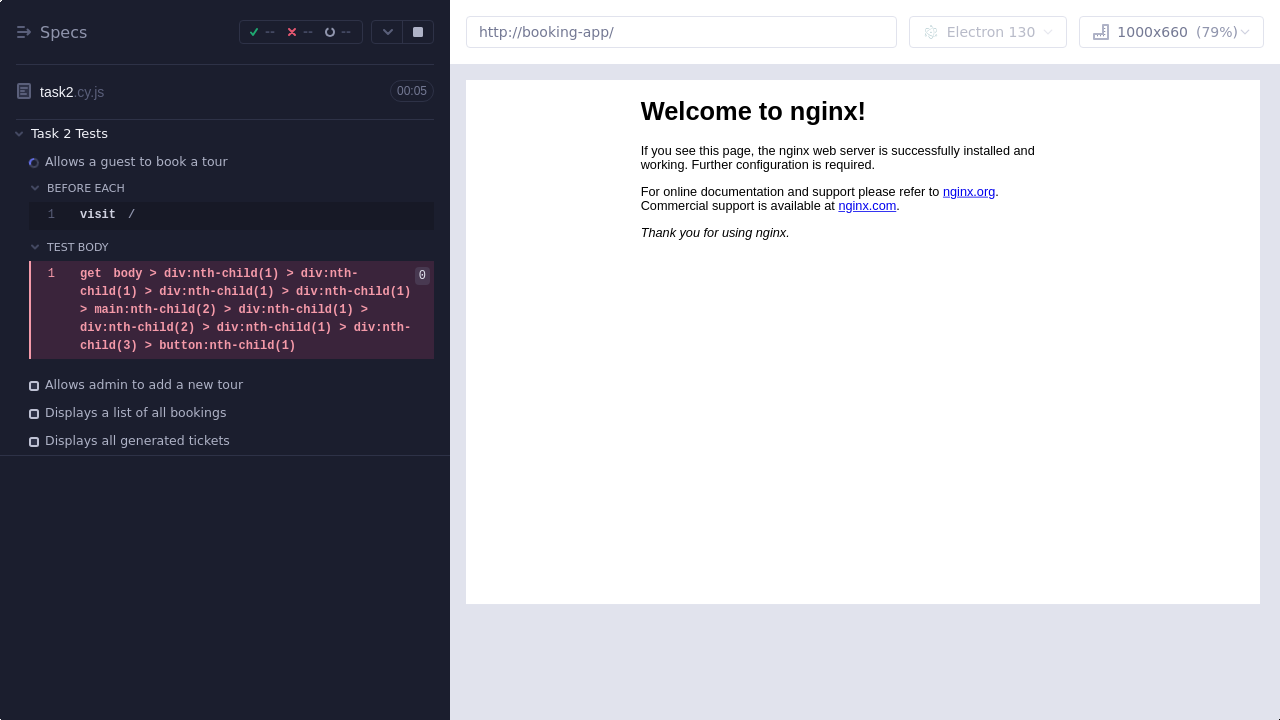 Specs
--
--
--
http://booking-app/
Electron 130
1000x660 (79%)
task2.cy.js
00:05
Task 2 Tests
Allows a guest to book a tour
BEFORE EACH
1 visit /
TEST BODY
1 get body > div:nth-child(1) > div:nth-
child(1) > div:nth-child(1) > div:nth-child(1)
> main:nth-child(2) > div:nth-child(1) >
div:nth-child(2) > div:nth-child(1) > div:nth-
child(3) > button:nth-child(1)
0
Allows admin to add a new tour
Displays a list of all bookings
Displays all generated tickets
Welcome to nginx!
If you see this page, the nginx web server is successfully installed and
working. Further configuration is required.
For online documentation and support please refer to nginx.org.
Commercial support is available at nginx.com.
Thank you for using nginx.